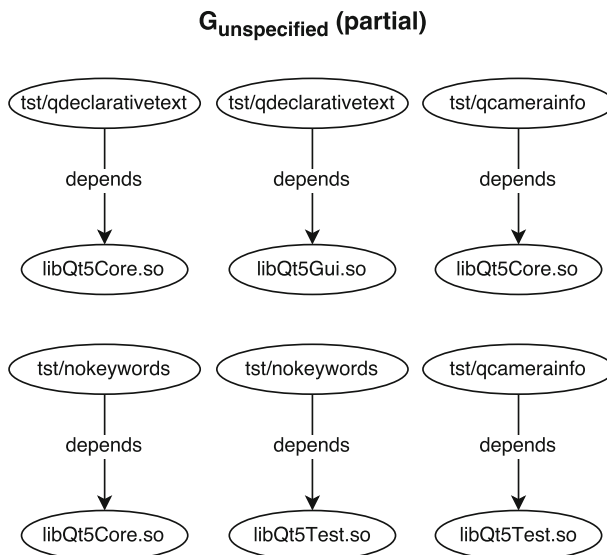 G_unspecified (partial)
tst/qdeclarativetext tst/qdeclarativetext tst/qcamerainfo
depends depends depends
libQt5Core.so libQt5Gui.so libQt5Core.so
tst/nokeywords tst/nokeywords tst/qcamerainfo
depends depends depends
libQt5Core.so libQt5Test.so libQt5Test.so